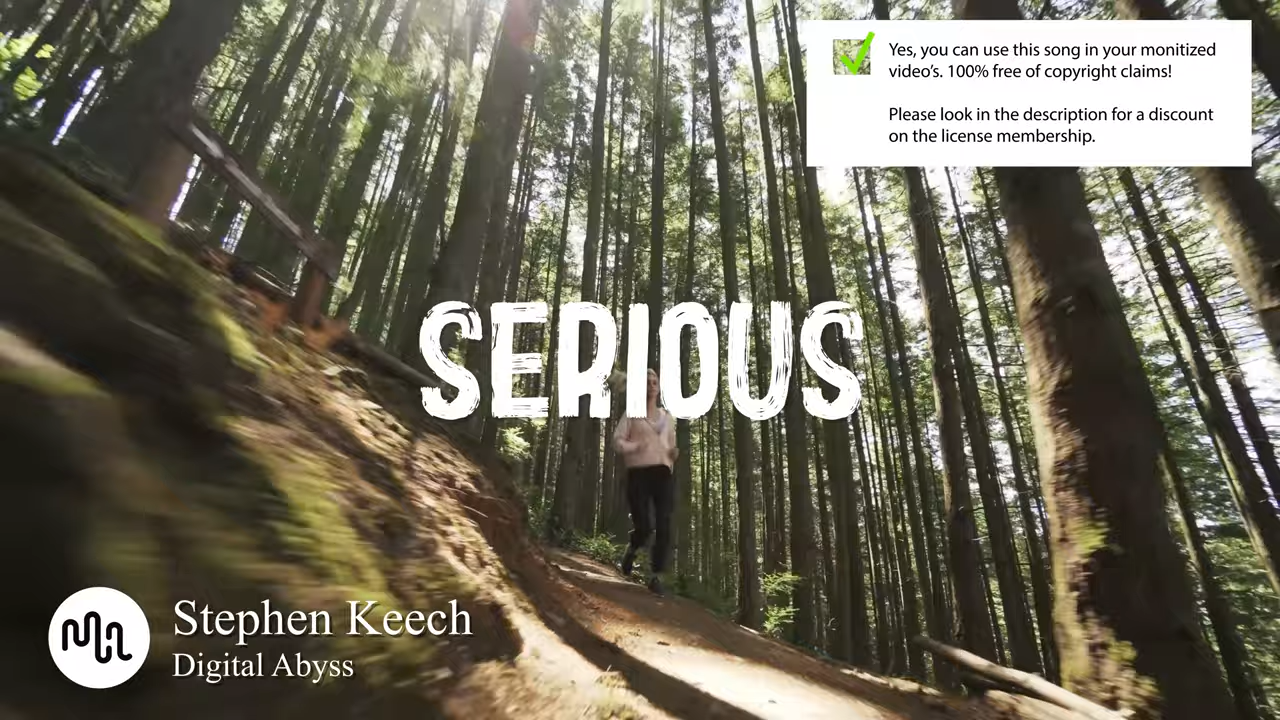 Yes, you can use this song in your monitized
video's. 100% free of copyright claims!
Please look in the description for a discount
on the license membership.
SERIOUS
Stephen Keech
Digital Abyss